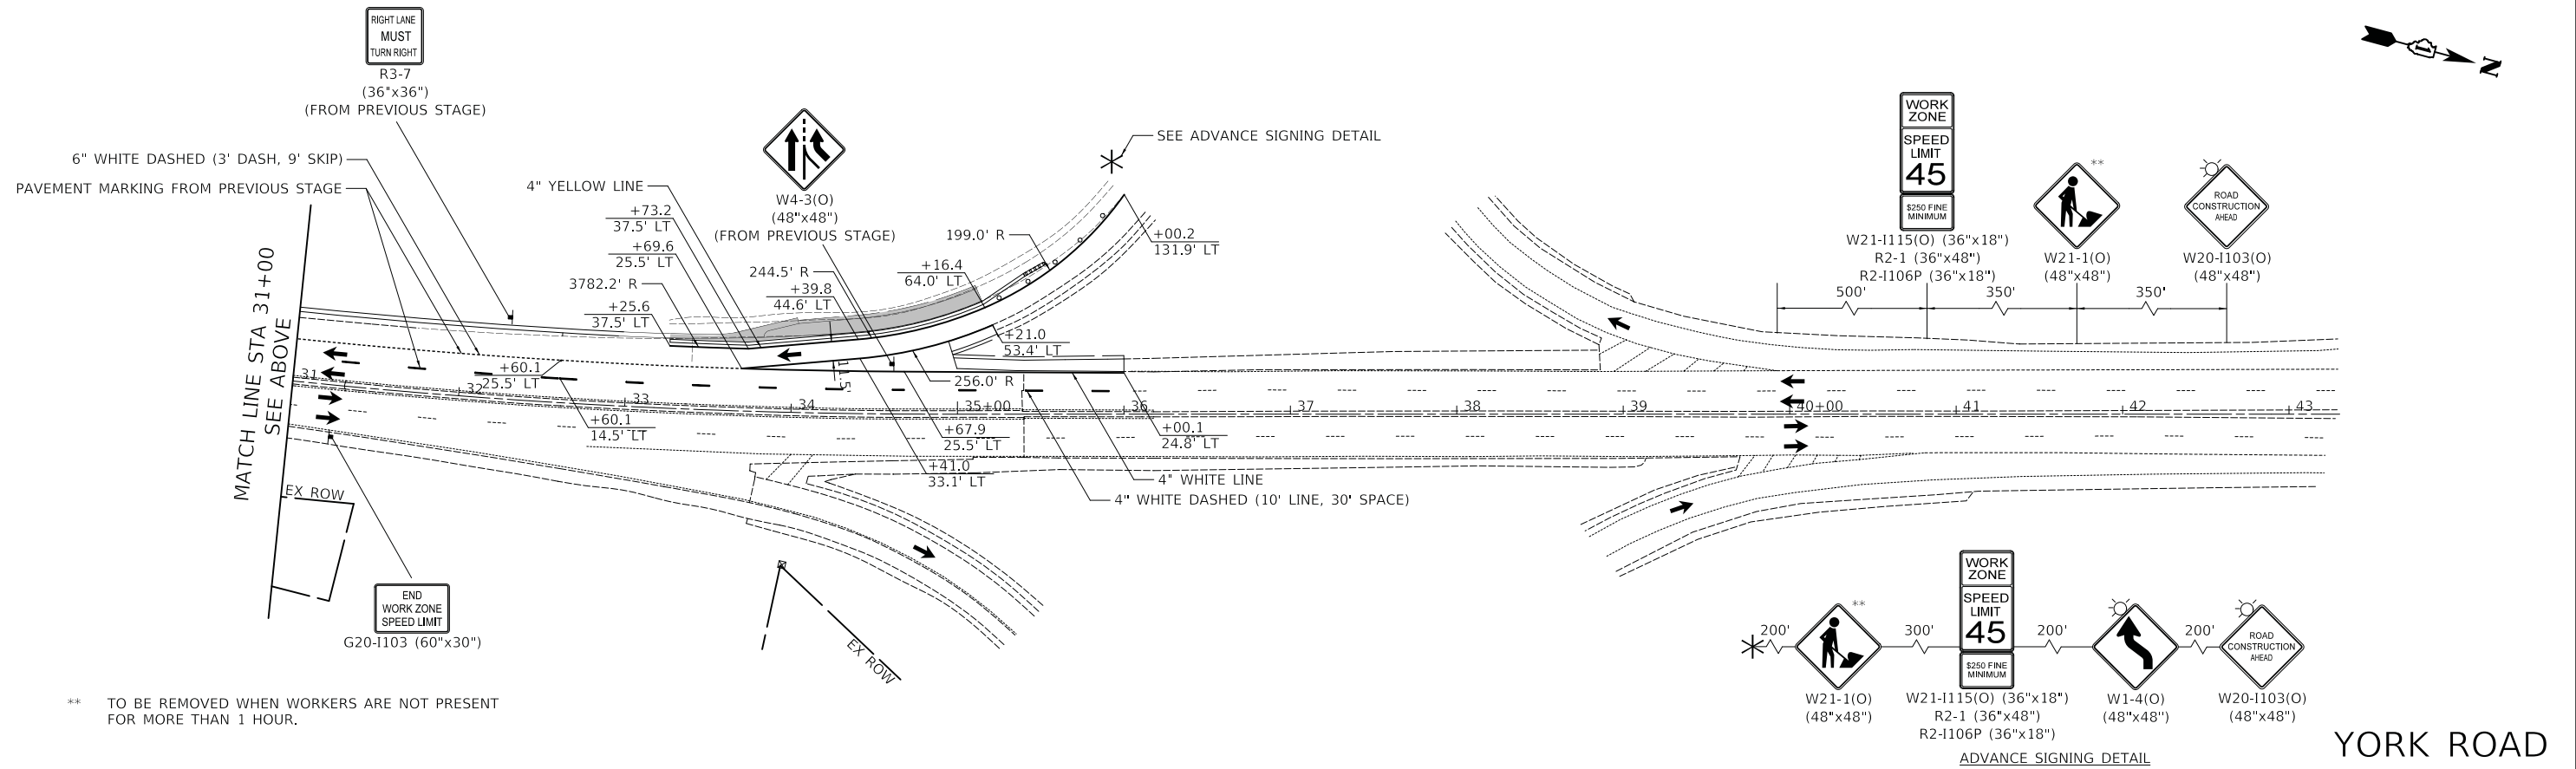 RIGHT LANE
MUST
TURN RIGHT
R3-7
(36"x36")
(FROM PREVIOUS STAGE)
6" WHITE DASHED (3' DASH, 9' SKIP)
PAVEMENT MARKING FROM PREVIOUS STAGE
MATCH LINE STA 31+00
SEE ABOVE
4" YELLOW LINE
+73.2
37.5' LT
+69.6
25.5' LT
3782.2' R
+25.6
37.5' LT
W4-3(O)
(48"x48")
(FROM PREVIOUS STAGE)
244.5' R
+39.8
44.6' LT
199.0' R
+16.4
64.0' LT
SEE ADVANCE SIGNING DETAIL
+00.2
131.9' LT
+21.0
53.4' LT
256.0' R
+60.1
25.5' LT
+60.1
14.5' LT
+67.9
25.5' LT
+41.0
33.1' LT
+00.1
24.8' LT
4" WHITE LINE
4" WHITE DASHED (10' LINE, 30' SPACE)
31
32
33
34
35+00
36
37
38
39
40+00
41
42
43
N
WORK
ZONE
SPEED
LIMIT
45
$250 FINE
MINIMUM
W21-I115(O) (36"x18")
R2-1 (36"x48")
R2-I106P (36"x18")
**
W21-1(O)
(48"x48")
ROAD
CONSTRUCTION
AHEAD
W20-I103(O)
(48"x48")
500'
350'
350'
EX ROW
END
WORK ZONE
SPEED LIMIT
G20-I103 (60"x30")
EX ROW
** TO BE REMOVED WHEN WORKERS ARE NOT PRESENT
FOR MORE THAN 1 HOUR.
200'
**
W21-1(O)
(48"x48")
300'
WORK
ZONE
SPEED
LIMIT
45
$250 FINE
MINIMUM
W21-I115(O) (36"x18")
R2-1 (36"x48")
R2-I106P (36"x18")
200'
W1-4(O)
(48"x48")
200'
ROAD
CONSTRUCTION
AHEAD
W20-I103(O)
(48"x48")
ADVANCE SIGNING DETAIL
YORK ROAD